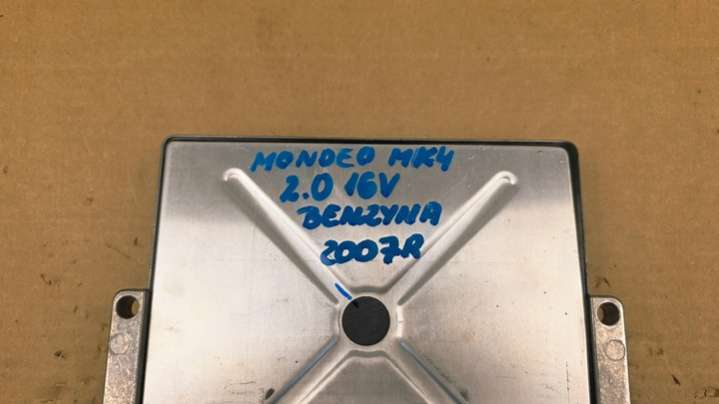 MONDEO MK4
2.0 16V
BENZYNA
2007R